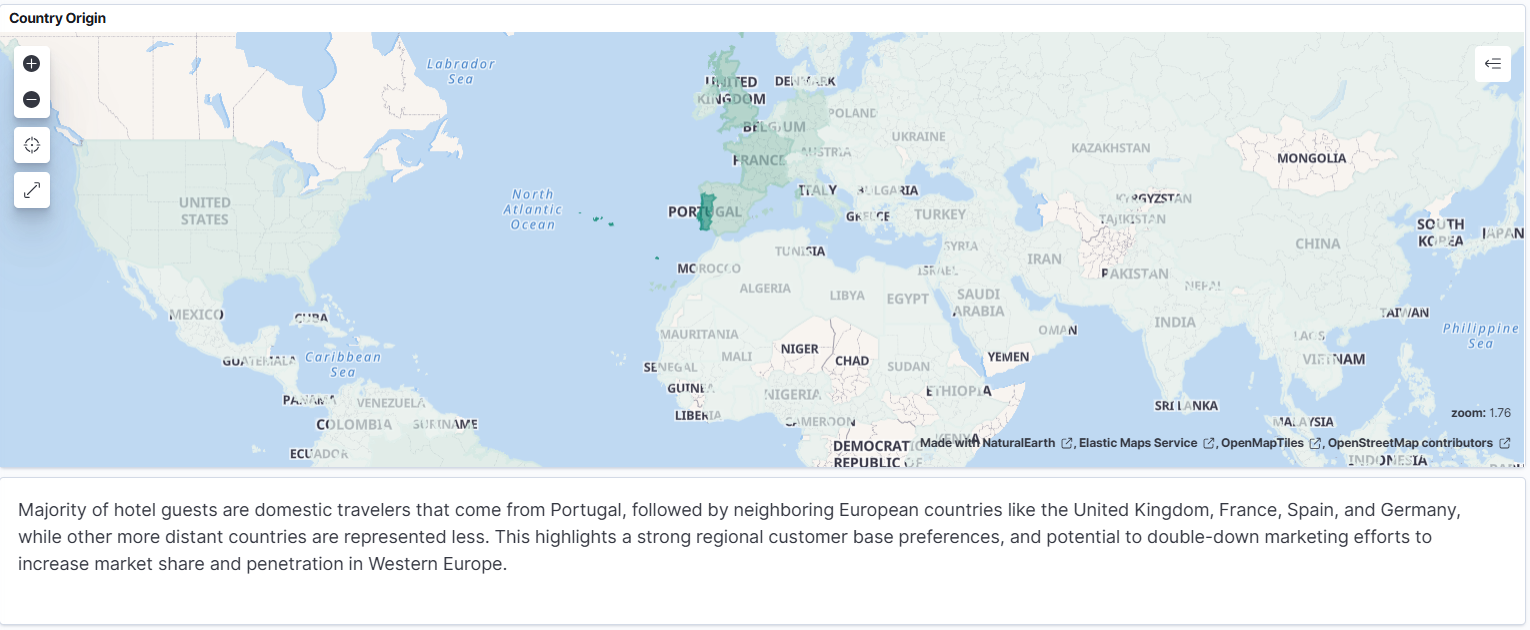 Country Origin
Labrador
Sea
UNITED
KINGDOM
DENMARK
BELGIUM
POLAND
UKRAINE
FRANCE
AUSTRIA
KAZAKHSTAN
MONGOLIA
North
Atlantic
Ocean
UNITED
STATES
PORTUGAL
ITALY
BULGARIA
GREECE
TURKEY
KYRGYZSTAN
TAJIKISTAN
SOUTH
KOREA
JAPAN
CHINA
TUNISIA
SYRIA
MOROCCO
ISRAEL
IRAN
PAKISTAN
ALGERIA
LIBYA
EGYPT
SAUDI
ARABIA
NEPAL
MEXICO
CUBA
TAIWAN
INDIA
OMAN
LAOS
Philippine
Sea
MAURITANIA
MALI
NIGER
CHAD
SUDAN
YEMEN
VIETNAM
GUATEMALA
Caribbean
Sea
SENEGAL
GUINEA
NIGERIA
ETHIOPIA
PANAMA
VENEZUELA
LIBERIA
CAMEROON
SRI LANKA
MALAYSIA
zoom: 1.76
COLOMBIA
SURINAME
ECUADOR
DEMOCRATIC
REPUBLIC OF
KENYA
Made with NaturalEarth, Elastic Maps Service, OpenMapTiles, OpenStreetMap contributors
INDONESIA
Majority of hotel guests are domestic travelers that come from Portugal, followed by neighboring European countries like the United Kingdom, France, Spain, and Germany,
while other more distant countries are represented less. This highlights a strong regional customer base preferences, and potential to double-down marketing efforts to
increase market share and penetration in Western Europe.